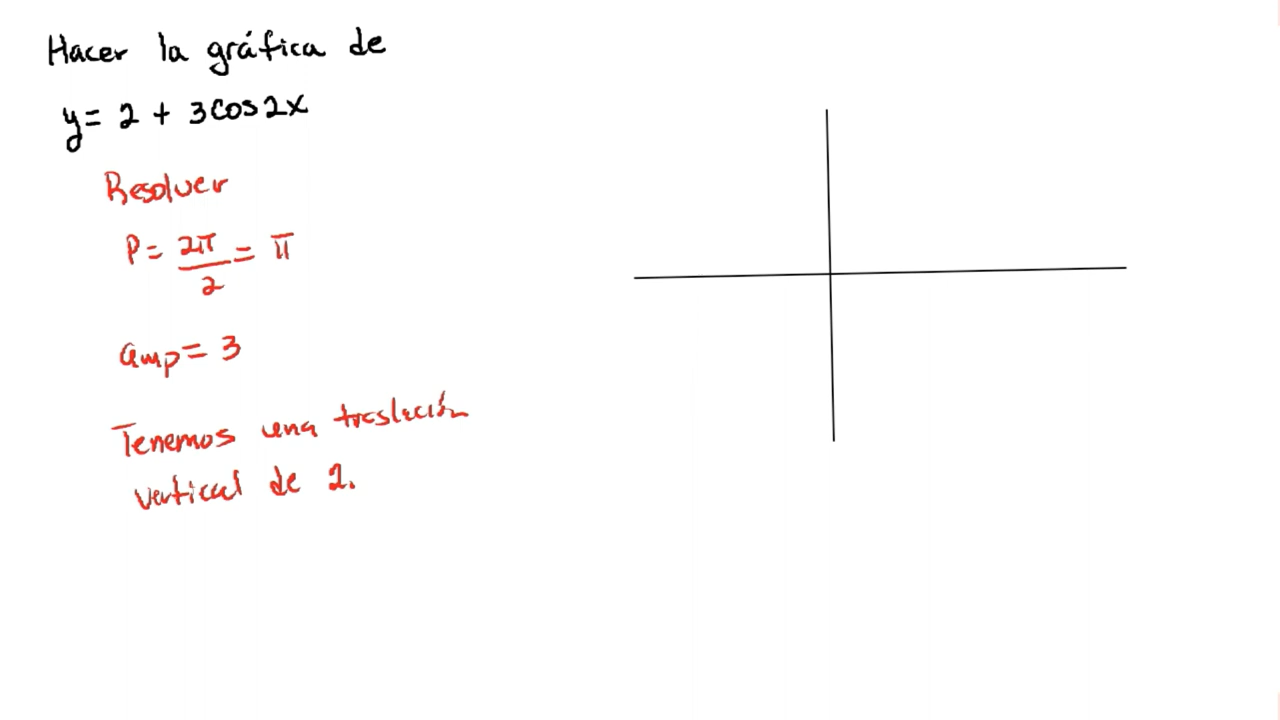 Hacer la gráfica de
y = 2 + 3cos2x
Resolver
P = 2π/2 = π
amp = 3
Tenemos una traslación
vertical de 2.